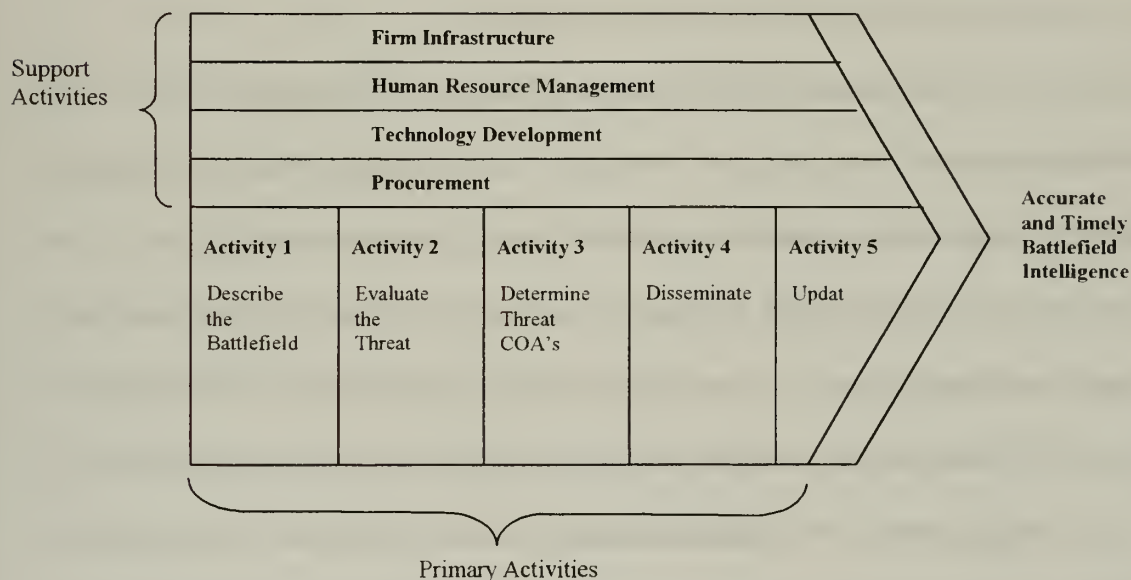 Firm Infrastructure
Support
Activities
Human Resource Management
Technology Development
Procurement
Accurate
and Timely
Battlefield
Intelligence
Activity 1
Describe
the
Battlefield
Activity 2
Evaluate
the
Threat
Activity 3
Determine
Threat
COA's
Activity 4
Disseminate
Activity 5
Updat
Primary Activities